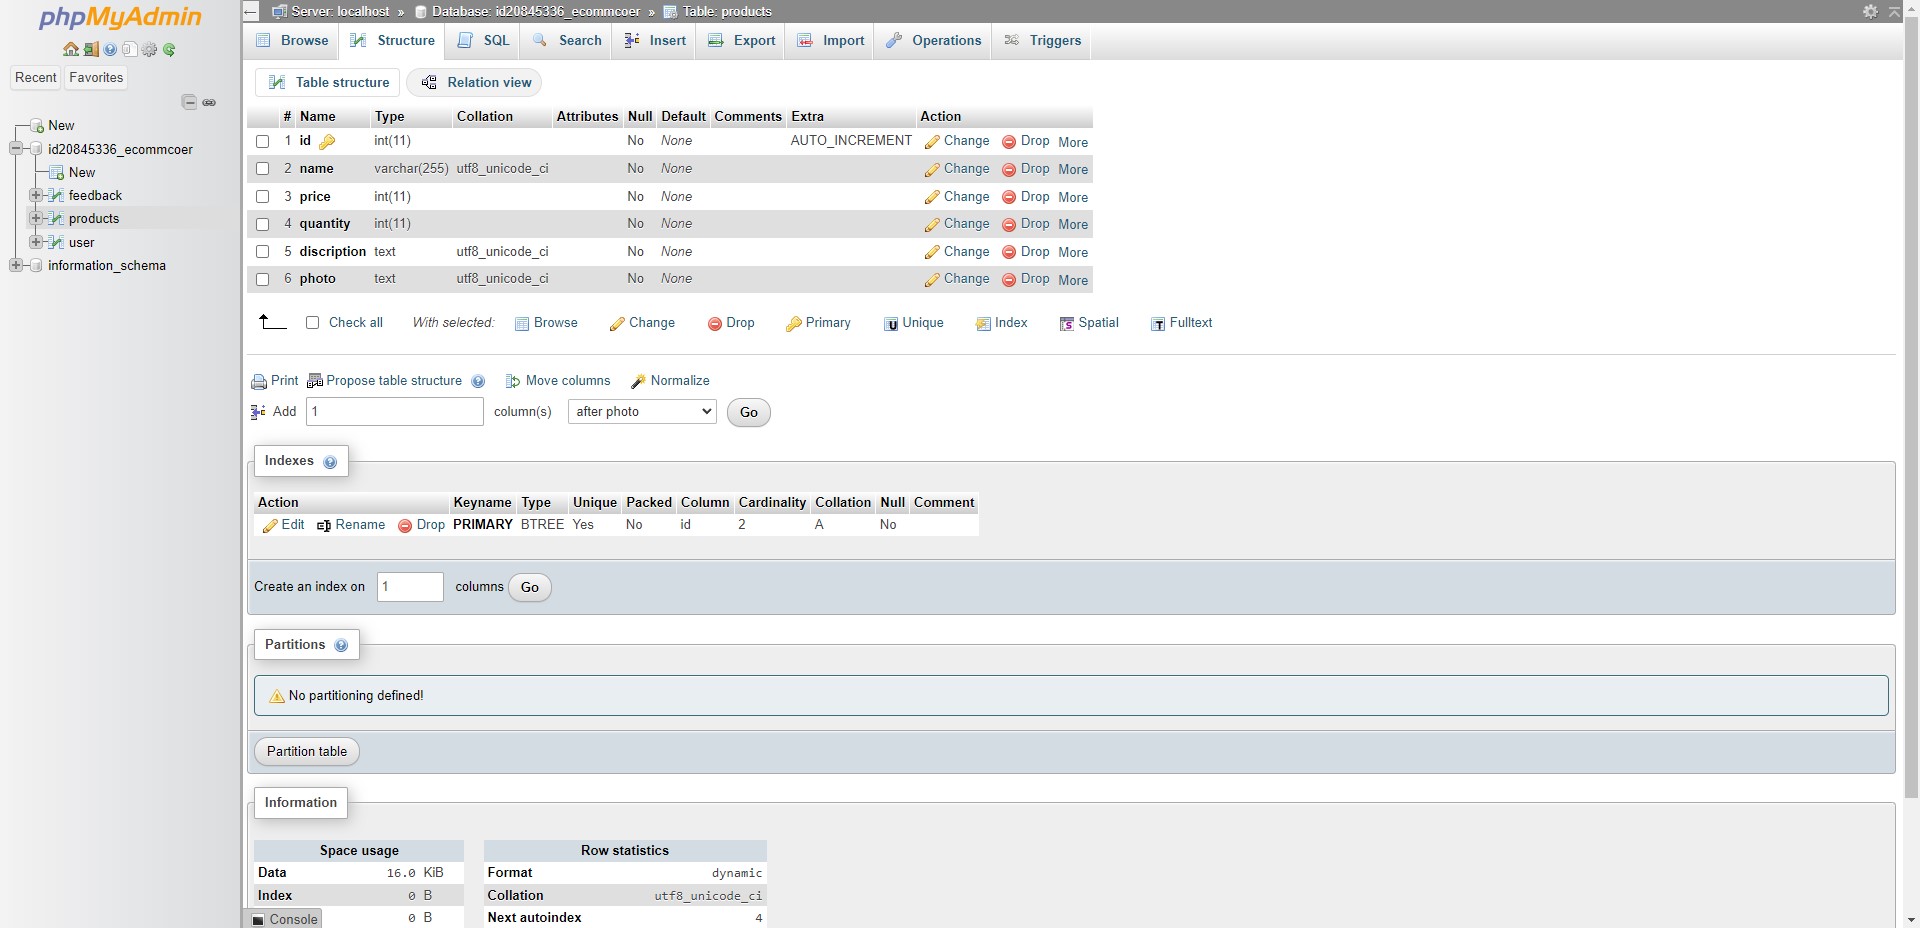 phpMyAdmin
Recent Favorites
New
id20845336_ecommcoer
New
feedback
products
user
information_schema
Server: localhost » Database: id20845336_ecommcoer » Table: products
Browse Structure SQL Search Insert Export Import Operations Triggers
Table structure Relation view
# Name Type Collation Attributes Null Default Comments Extra Action
1 id int(11) No None AUTO_INCREMENT Change Drop More
2 name varchar(255) utf8_unicode_ci No None Change Drop More
3 price int(11) No None Change Drop More
4 quantity int(11) No None Change Drop More
5 discription text utf8_unicode_ci No None Change Drop More
6 photo text utf8_unicode_ci No None Change Drop More
Check all With selected: Browse Change Drop Primary Unique Index Spatial Fulltext
Print Propose table structure Move columns Normalize
Add 1 column(s) after photo Go
Indexes
Action Keyname Type Unique Packed Column Cardinality Collation Null Comment
Edit Rename Drop PRIMARY BTREE Yes No id 2 A No
Create an index on 1 columns Go
Partitions
No partitioning defined!
Partition table
Information
Space usage
Data 16.0 KiB
Index 0 B
0 B
Row statistics
Format dynamic
Collation utf8_unicode_ci
Next autoindex 4
Console